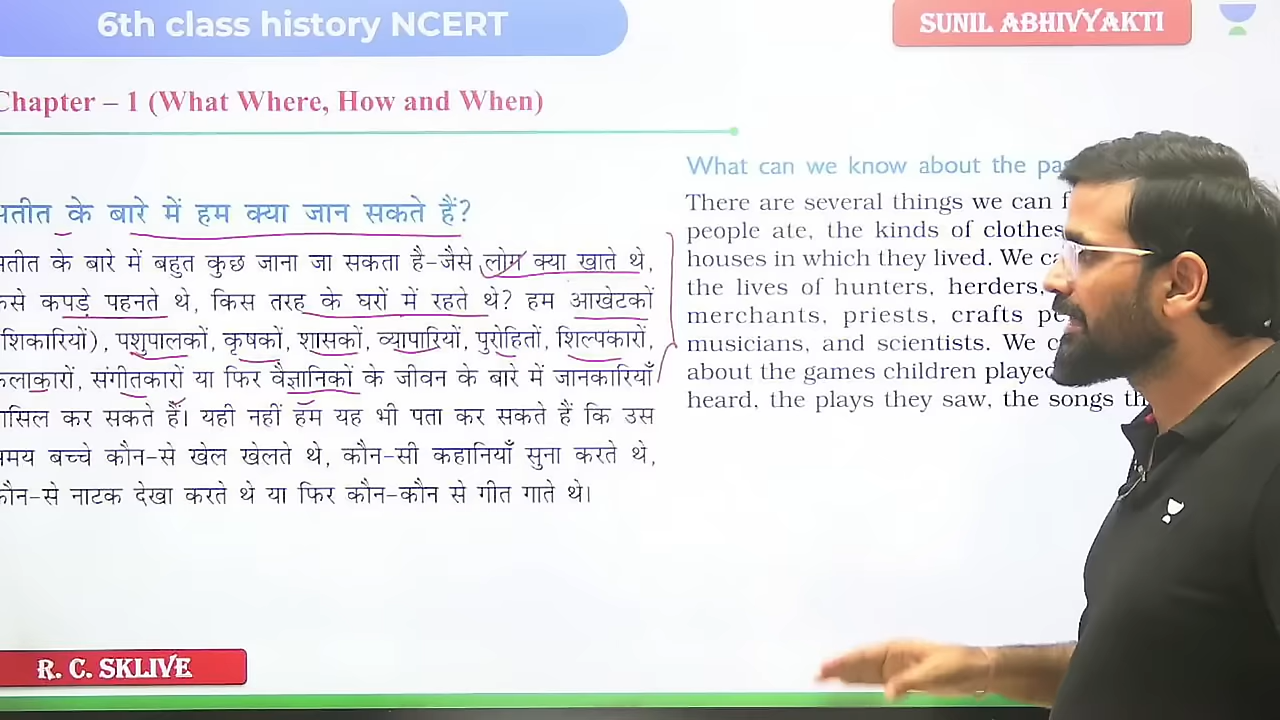 6th class history NCERT
SUNIL ABHIVYAKTI
Chapter – 1 (What Where, How and When)
के बारे में हम क्या जान सकते हैं?
के बारे में बहुत कुछ जाना जा सकता है-जैसे लोग क्या खाते थे,
कपड़े पहनते थे, किस तरह के घरों में रहते थे? हम आखेटकों
पशुपालकों, कृषकों, शासकों, व्यापारियों, पुरोहितों, शिल्पकारों,
संगीतकारों या फिर वैज्ञानिकों के जीवन के बारे में जानकारियाँ
कर सकते हैं। यही नहीं हम यह भी पता कर सकते हैं कि उस
बच्चे कौन-से खेल खेलते थे, कौन-सी कहानियाँ सुना करते थे,
नाटक देखा करते थे या फिर कौन-कौन से गीत गाते थे।
What can we know about the
There are several things we can
people ate, the kinds of clothes
houses in which they lived. We
the lives of hunters, herders,
merchants, priests, crafts
musicians, and scientists. We
about the games children played
heard, the plays they saw, the songs
R. C. SKLIVE